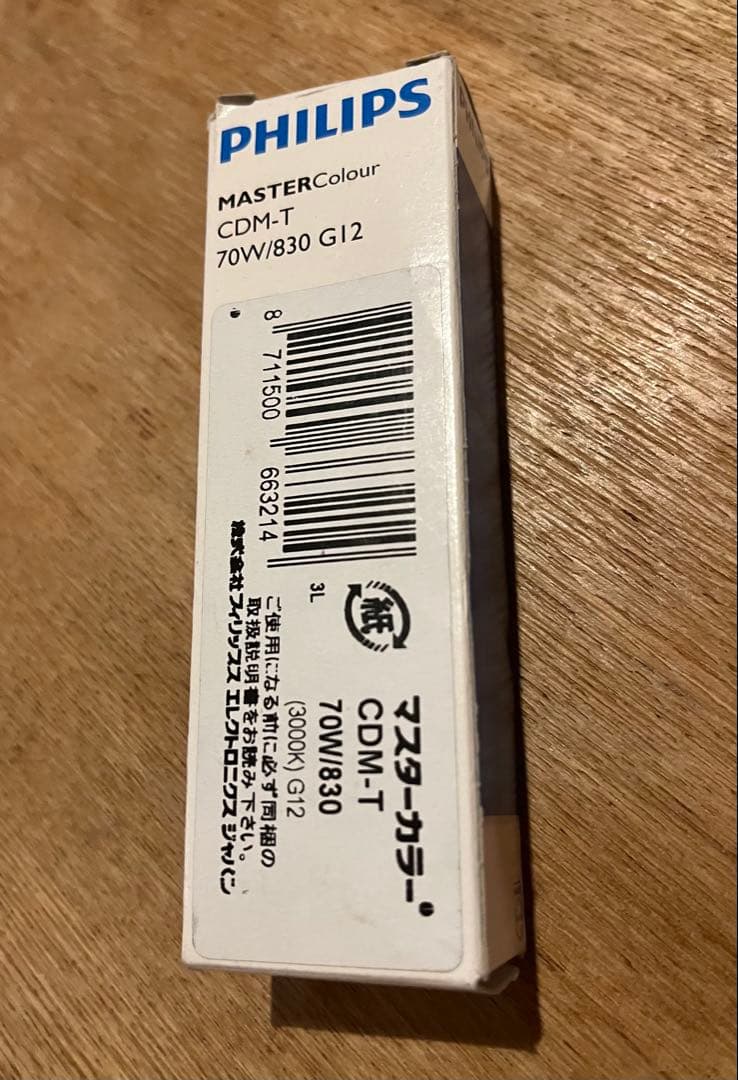 PHILIPS
MASTERColour
CDM-T
70W/830 G12
8 711500 663214
3L
紙
マスターカラー
CDM-T
70W/830
(3000K) G12
ご使用になる前に必ず同梱の
取扱説明書をお読み下さい。
株式会社 フィリップス エレクトロニクス ジャパン